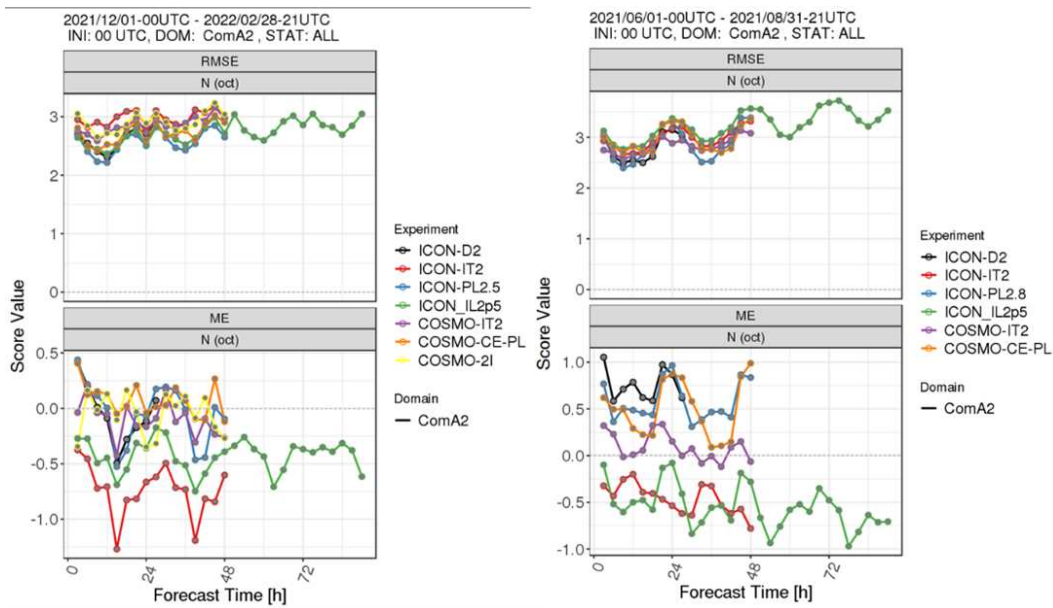 2021/12/01-00UTC - 2022/02/28-21UTC
INI: 00 UTC, DOM: ComA2 , STAT: ALL
RMSE
N (oct)
3
2
1
0
ME
N (oct)
0.5
0.0
-0.5
-1.0
Score Value
0
24
48
72
Forecast Time [h]
Experiment
ICON-D2
ICON-IT2
ICON-PL2.5
ICON_IL2p5
COSMO-IT2
COSMO-CE-PL
COSMO-2I
Domain
ComA2
2021/06/01-00UTC - 2021/08/31-21UTC
INI: 00 UTC, DOM: ComA2 , STAT: ALL
RMSE
N (oct)
3
2
1
0
ME
N (oct)
1.0
0.5
0.0
-0.5
-1.0
Score Value
0
24
48
72
Forecast Time [h]
Experiment
ICON-D2
ICON-IT2
ICON-PL2.8
ICON_IL2p5
COSMO-IT2
COSMO-CE-PL
Domain
ComA2